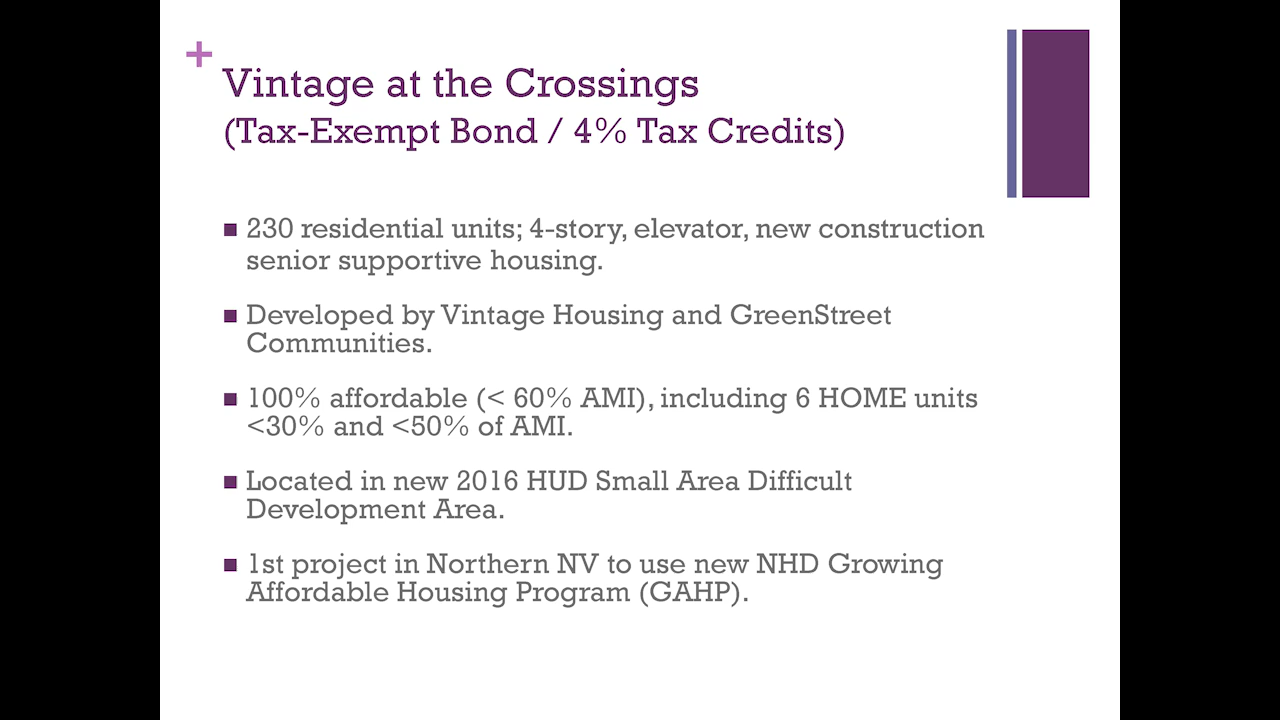 +
Vintage at the Crossings
(Tax-Exempt Bond / 4% Tax Credits)
■ 230 residential units; 4-story, elevator, new construction
senior supportive housing.
■ Developed by Vintage Housing and GreenStreet
Communities.
■ 100% affordable (< 60% AMI), including 6 HOME units
<30% and <50% of AMI.
■ Located in new 2016 HUD Small Area Difficult
Development Area.
■ 1st project in Northern NV to use new NHD Growing
Affordable Housing Program (GAHP).